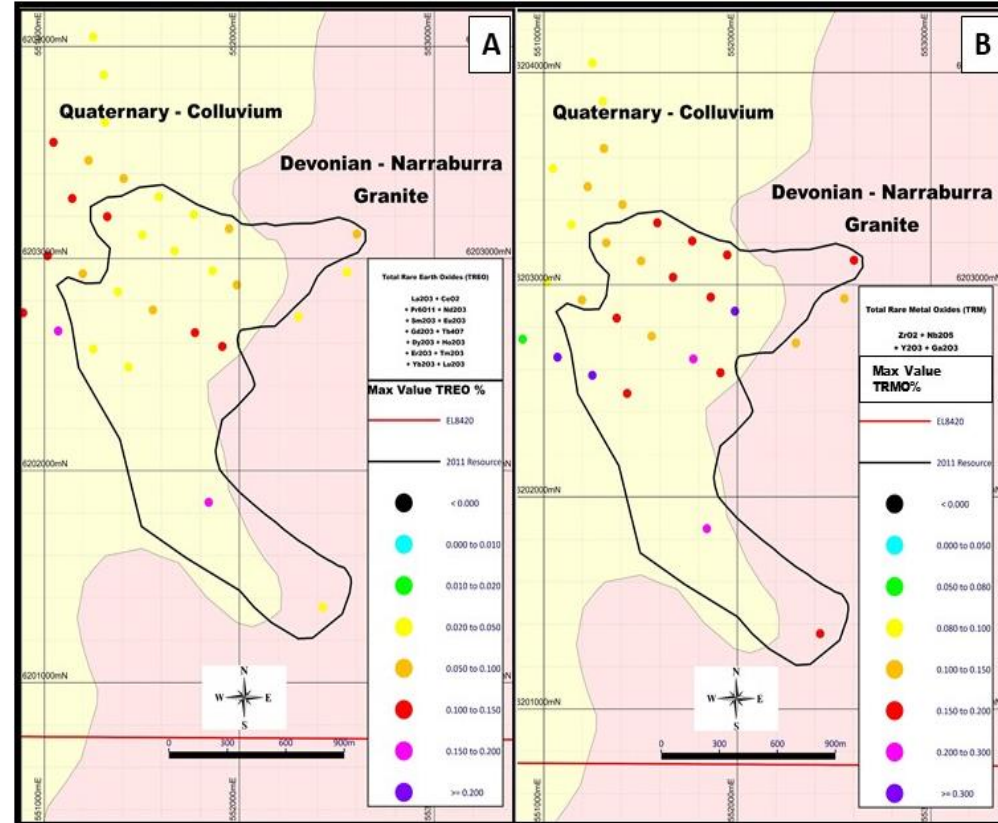 A
6204000mN
551000mE
552000mE
553000mE
Quaternary - Colluvium
Devonian - Narraburra
Granite
6203000mN
6203000mN
Total Rare Earth Oxides (TREO)
La2O3 + CeO2
+ Pr6O11 + Nd2O3
+ Sm2O3 + Eu2O3
+ Gd2O3 + Tb4O7
+ Dy2O3 + Ho2O3
+ Er2O3 + Tm2O3
+ Yb2O3 + Lu2O3
Max Value TREO %
EL8420
2011 Resource
6202000mN
< 0.000
0.000 to 0.010
0.010 to 0.020
0.020 to 0.050
0.050 to 0.100
0.100 to 0.150
0.150 to 0.200
>= 0.200
6201000mN
N
W E
S
0 300 600 900m
551000mE
552000mE
B
551000mE
552000mE
553000mE
6204000mN
Quaternary - Colluvium
Devonian - Narraburra
Granite
6203000mN
6203000mN
Total Rare Metal Oxides (TRM)
ZrO2 + Nb2O5
+ Y2O3 + Ga2O3
Max Value
TRMO%
EL8420
2011 Resource
6202000mN
< 0.000
0.000 to 0.050
0.050 to 0.080
0.080 to 0.100
0.100 to 0.150
0.150 to 0.200
0.200 to 0.300
>= 0.300
6201000mN
N
W E
S
0 300 600 900m
551000mE
552000mE